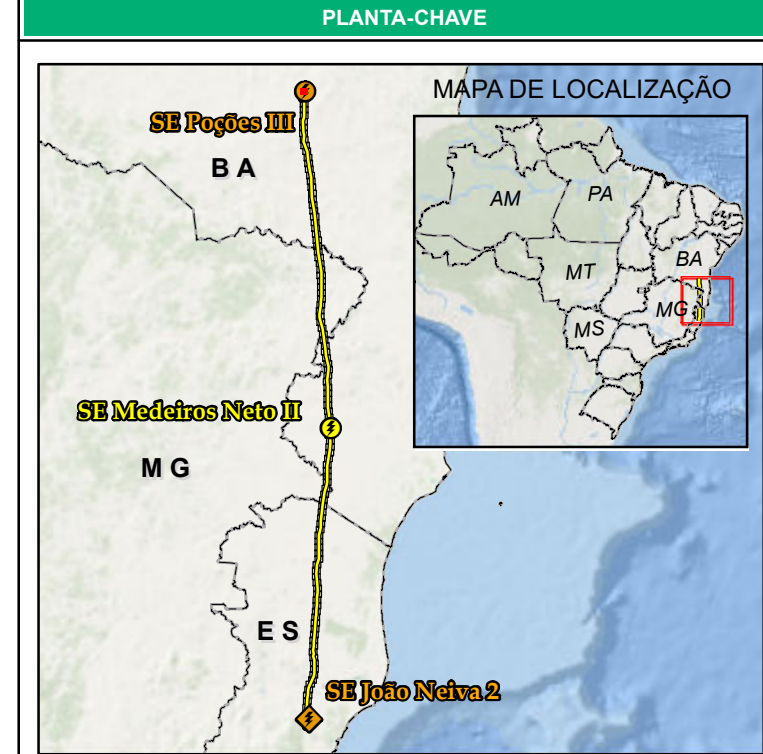 PLANTA-CHAVE
MAPA DE LOCALIZAÇÃO
SE Poções III
B A
AM
PA
BA
MT
MG
MS
SE Medeiros Neto II
M G
E S
SE João Neiva 2